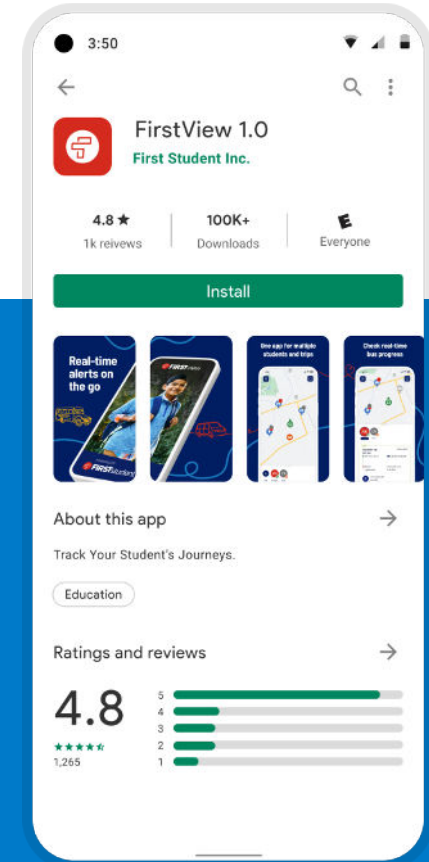 3:50
FirstView 1.0
First Student Inc.
4.8 ★
1k reivews
100K+
Downloads
E
Everyone
Install
Real-time
alerts on
the go
FIRSTstudent
FIRSTVIEW
One app for multiple
students and trips
Check real-time
bus progress
About this app
Track Your Student's Journeys.
Education
Ratings and reviews
4.8
★★★★
1,265
5
4
3
2
1